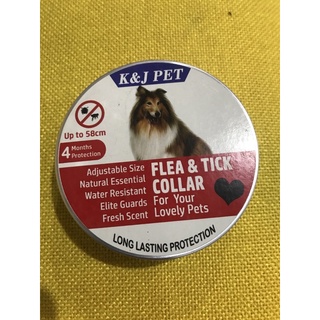 K&J PET
Up to 58cm
4 Months Protection
Adjustable Size
Natural Essential
Water Resistant
Elite Guards
Fresh Scent
FLEA & TICK
COLLAR
For Your
Lovely Pets
LONG LASTING PROTECTION